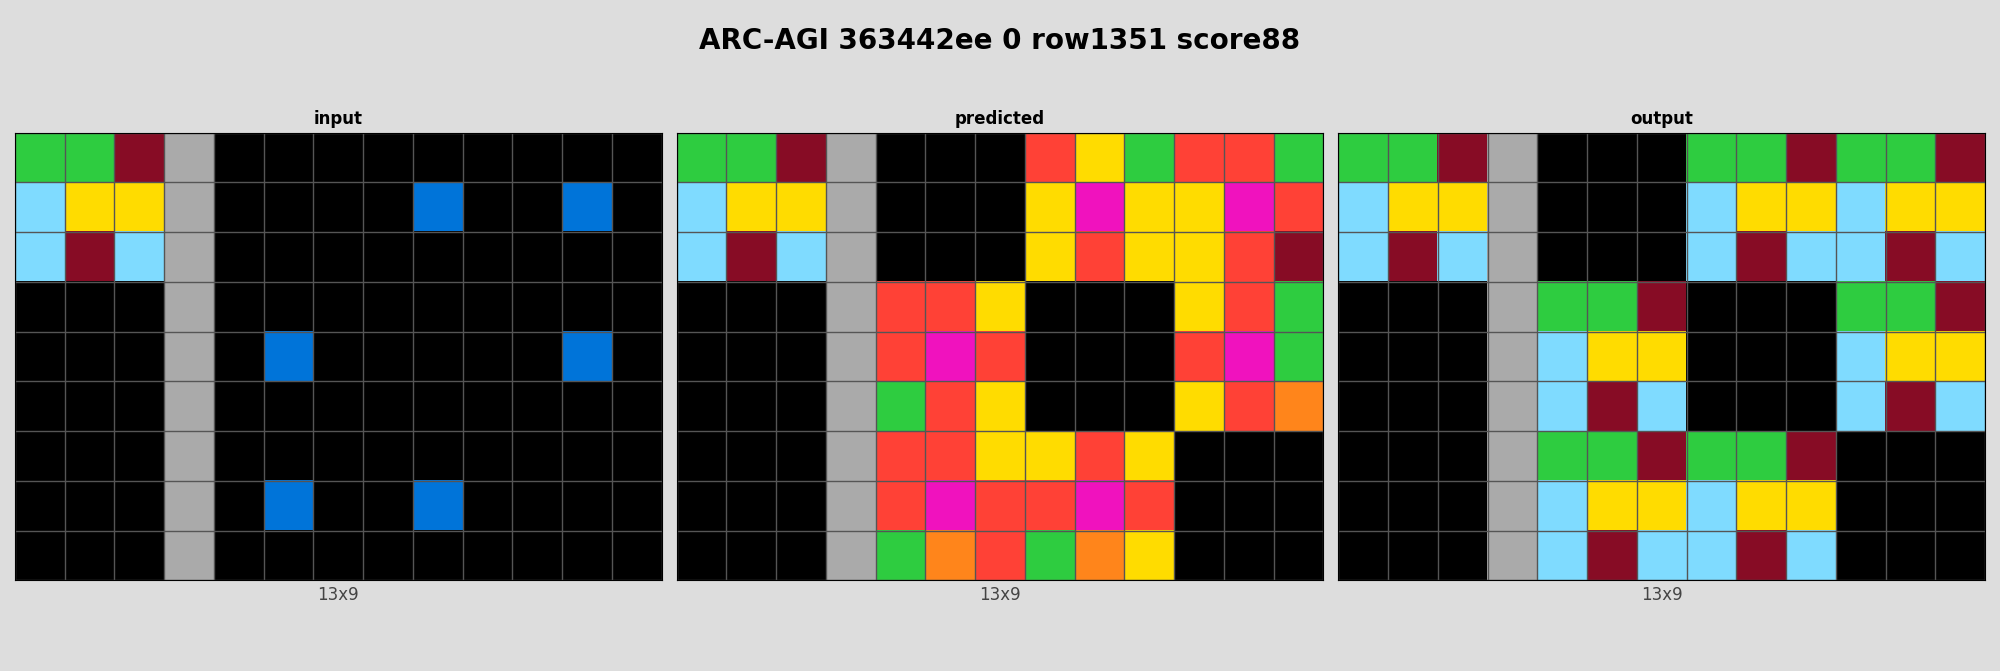 ARC-AGI 363442ee 0 row1351 score88
input
predicted
output
13x9
13x9
13x9